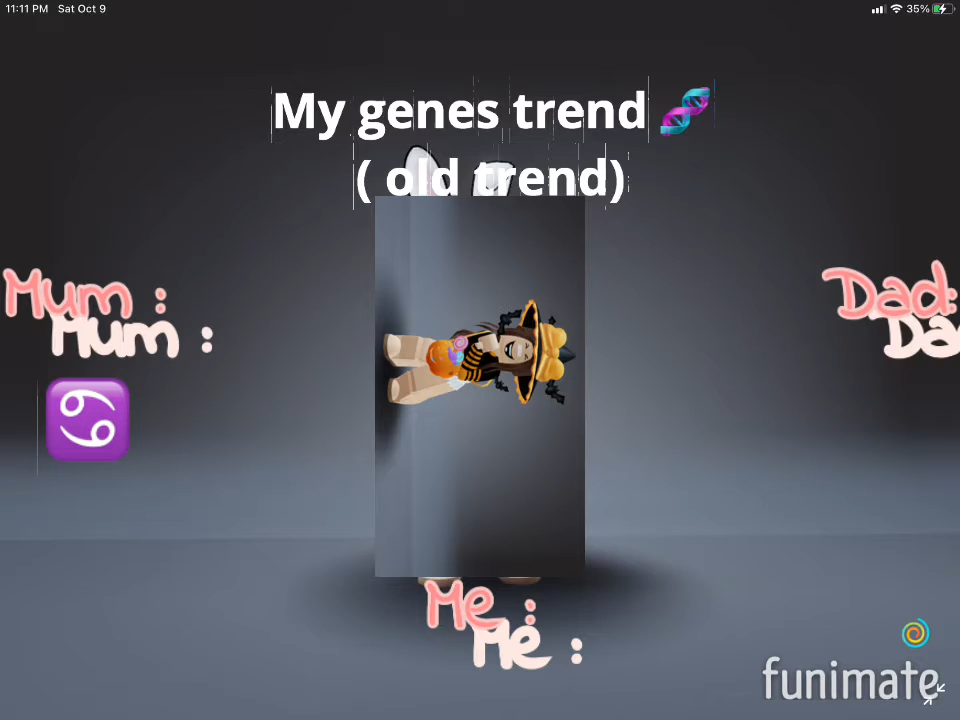 11:11 PM Sat Oct 9 35%
My genes trend 🧬
( old trend)
Mum :
Mum :
Dad:
Da
♋
Me :
Me :
funimate